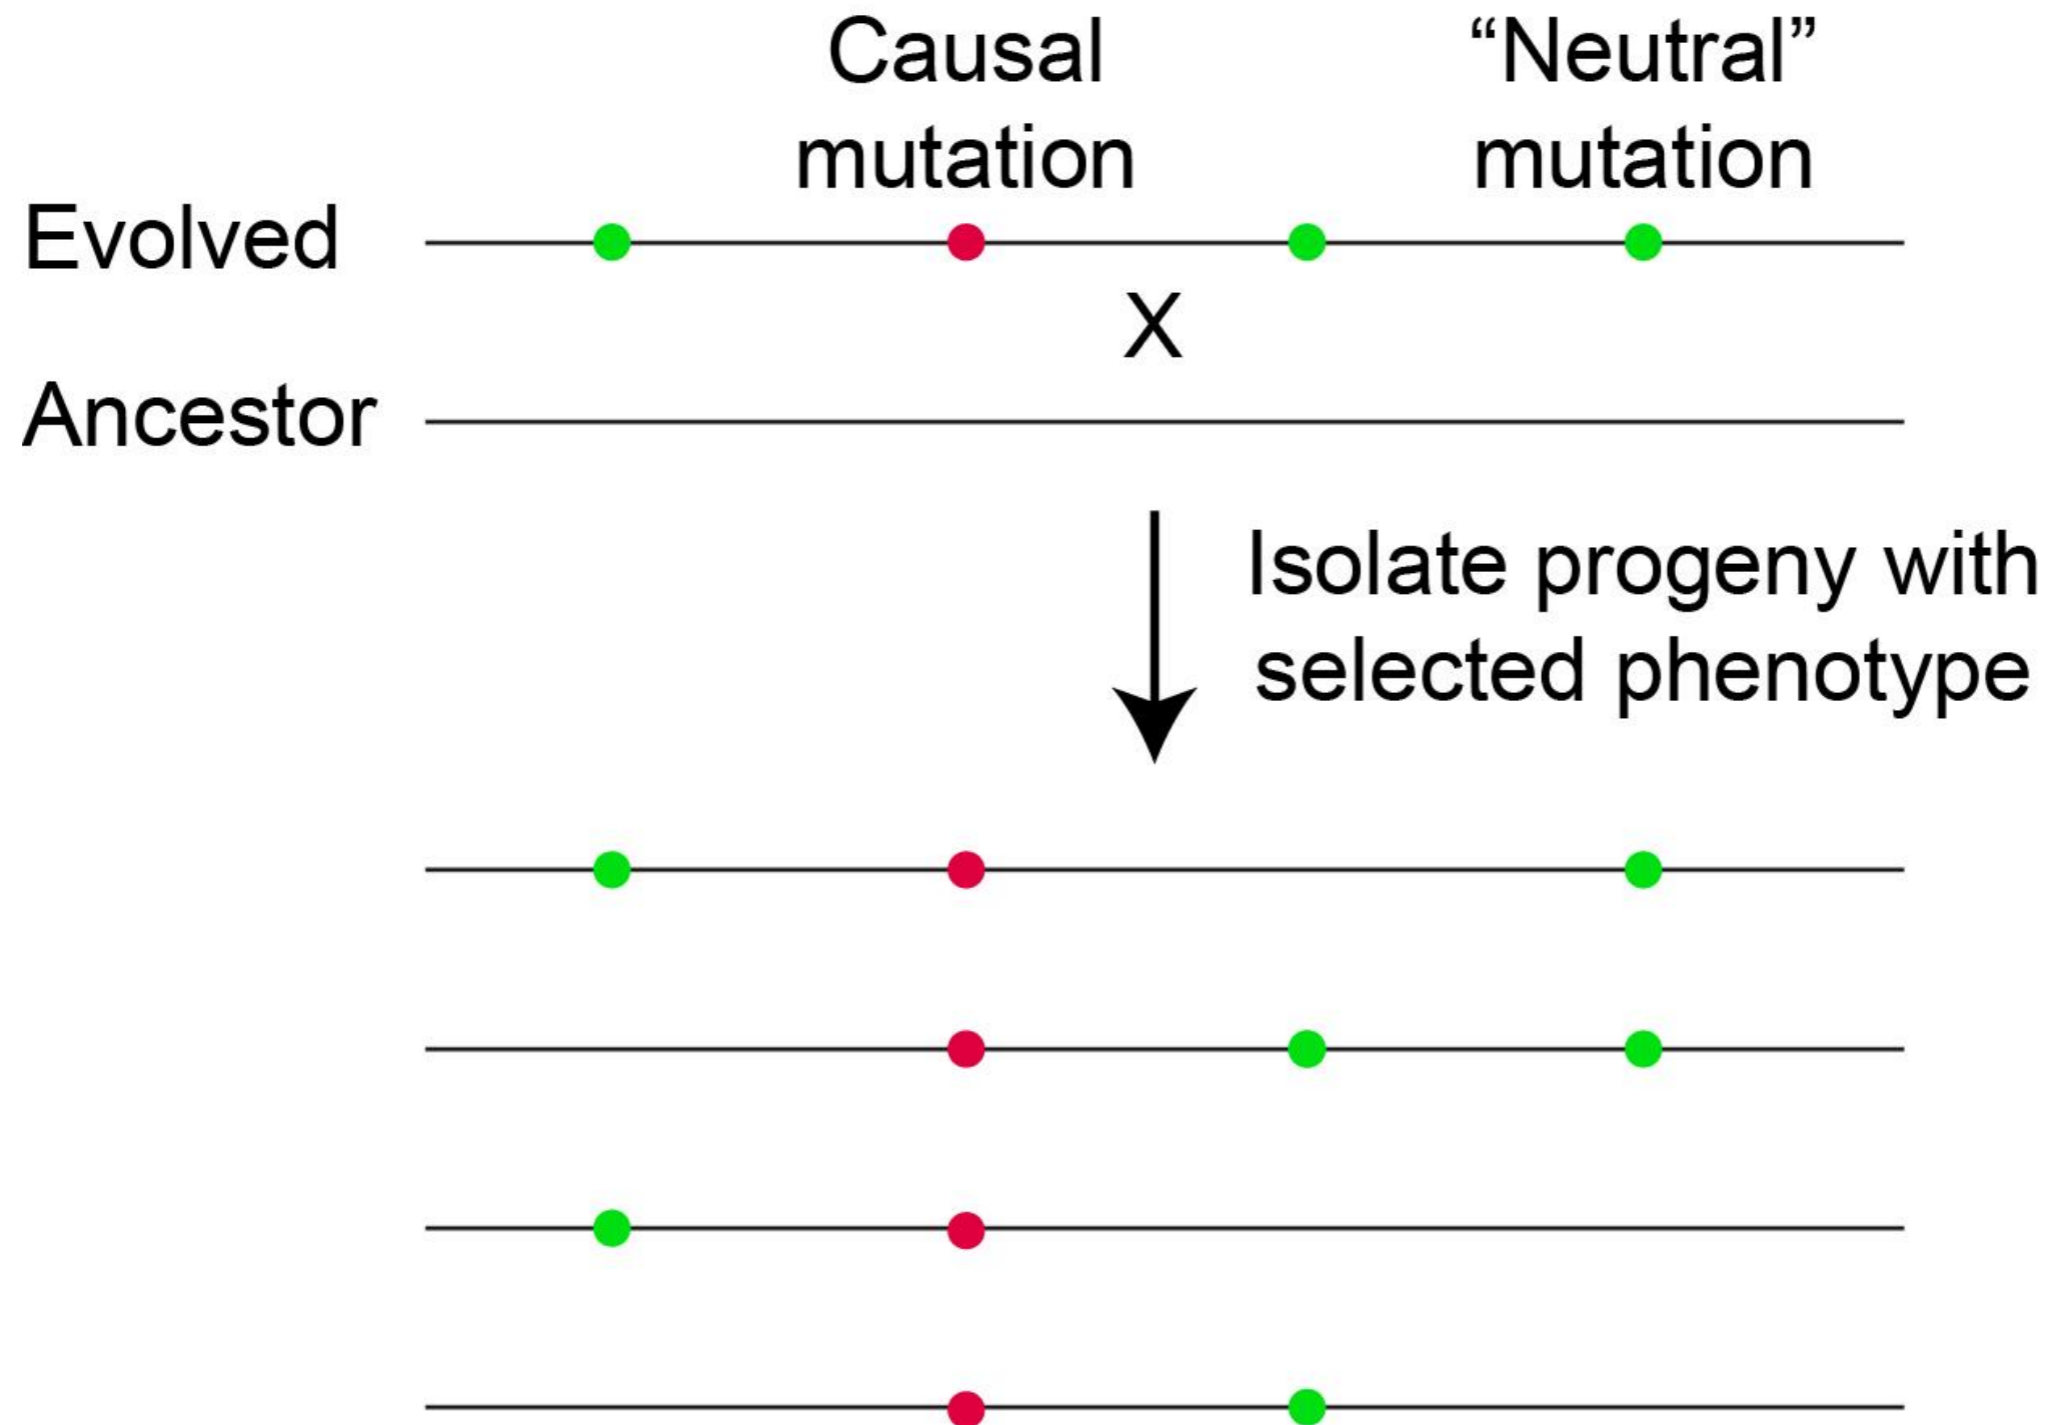 Causal
mutation
“Neutral”
mutation
Evolved
X
Ancestor
Isolate progeny with
selected phenotype